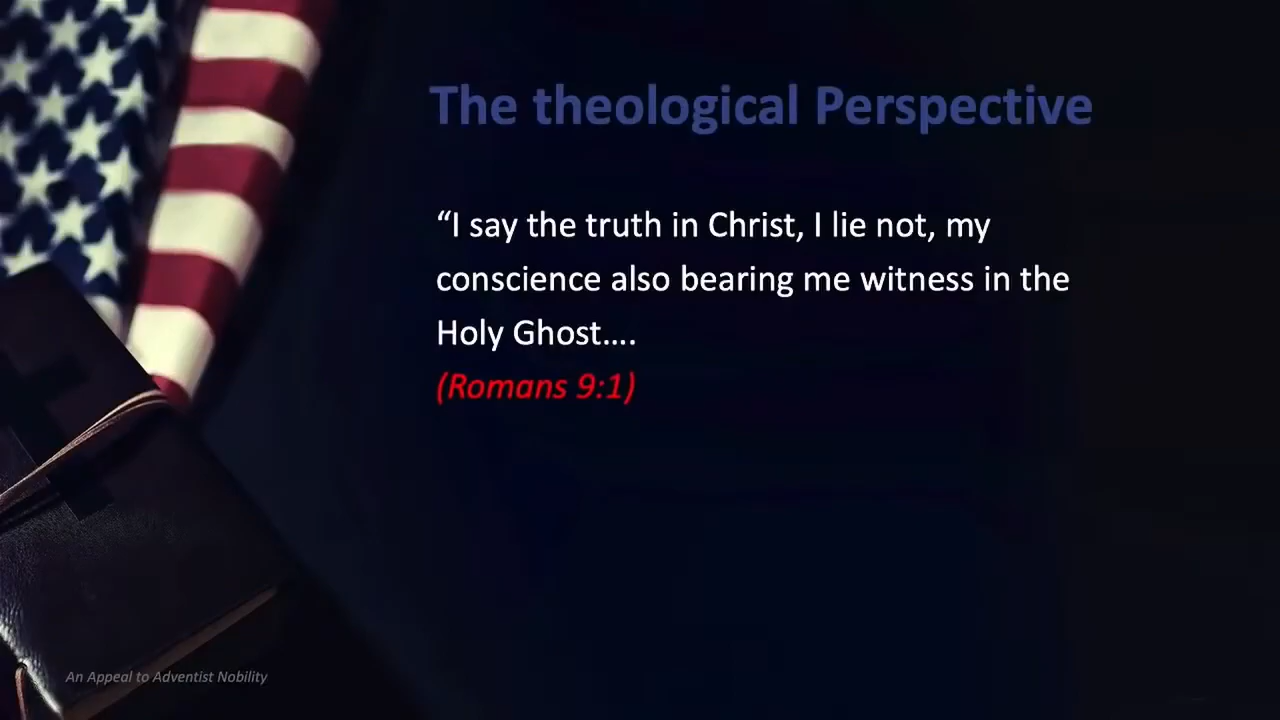 The theological Perspective
“I say the truth in Christ, I lie not, my
conscience also bearing me witness in the
Holy Ghost....
(Romans 9:1)
An Appeal to Adventist Nobility